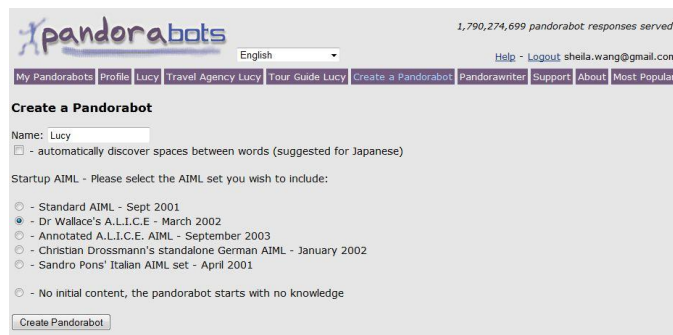 pandorabots
1,790,274,699 pandorabot responses served
English
Help - Logout sheila.wang@gmail.com
My Pandorabots Profile Lucy Travel Agency Lucy Tour Guide Lucy Create a Pandorabot Pandorawriter Support About Most Popular
Create a Pandorabot
Name: Lucy
- automatically discover spaces between words (suggested for Japanese)
Startup AIML - Please select the AIML set you wish to include:
- Standard AIML - Sept 2001
- Dr Wallace's A.L.I.C.E - March 2002
- Annotated A.L.I.C.E. AIML - September 2003
- Christian Drossmann's standalone German AIML - January 2002
- Sandro Pons' Italian AIML set - April 2001
- No initial content, the pandorabot starts with no knowledge
Create Pandorabot